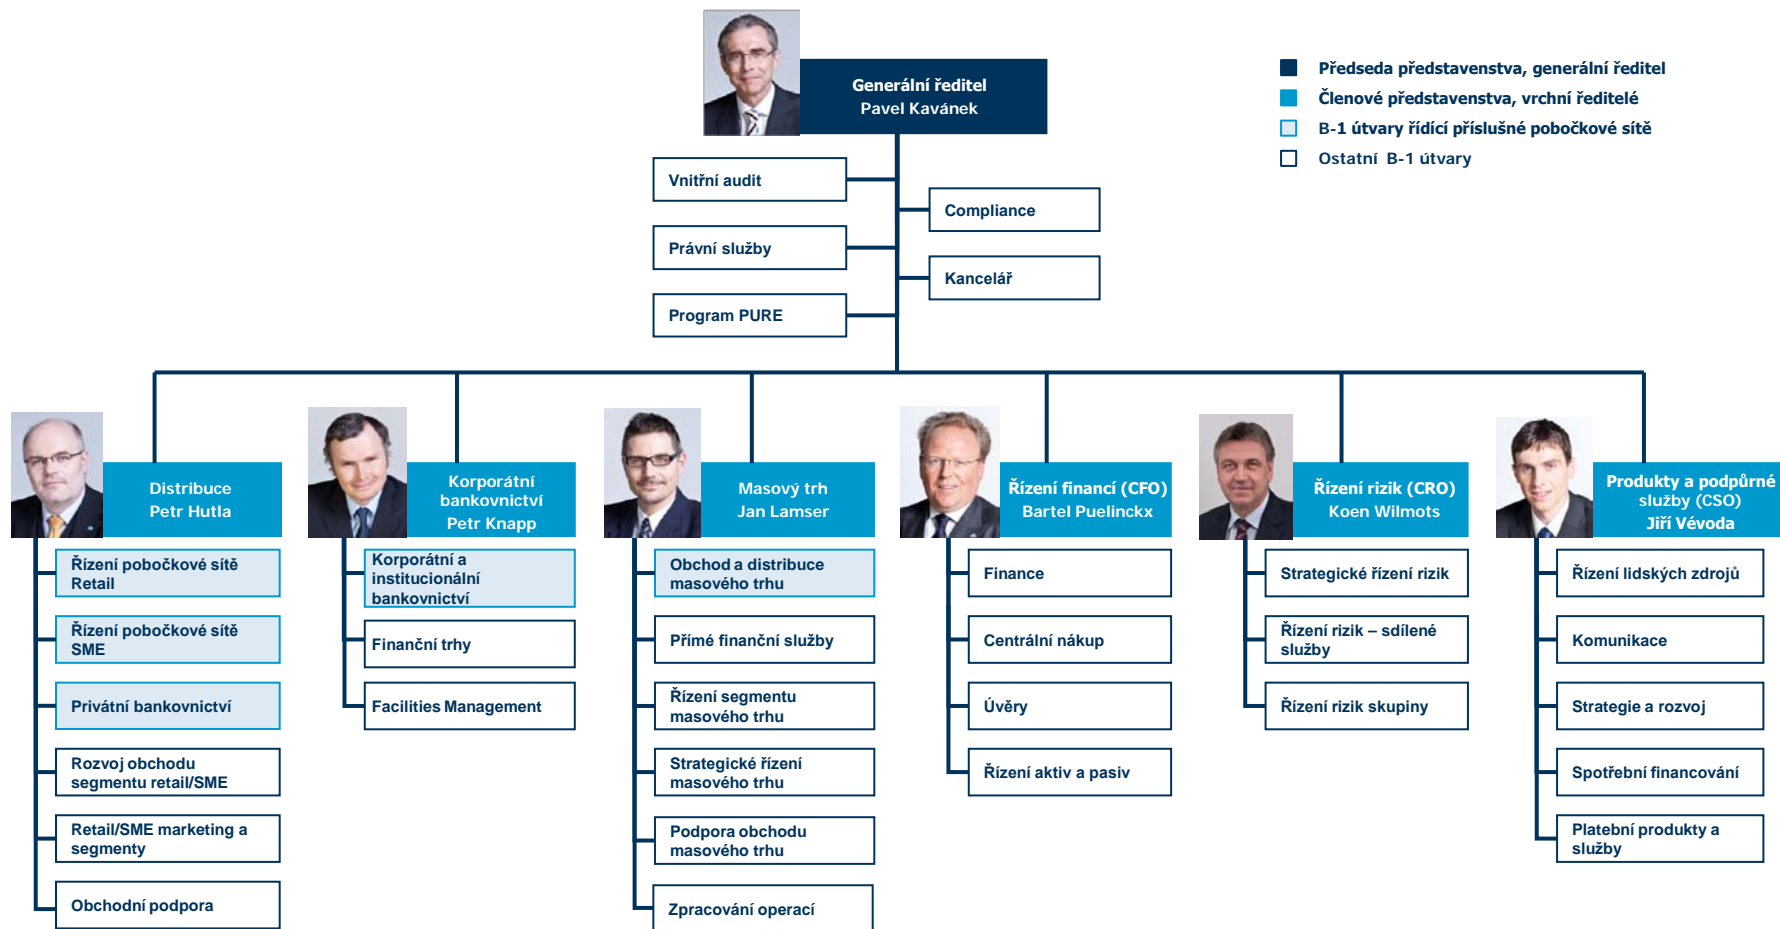 Generální ředitel
Pavel Kavánek
Předseda představenstva, generální ředitel
Členové představenstva, vrchní ředitelé
B-1 útvary řídící příslušné pobočkové sítě
Ostatní B-1 útvary
Vnitřní audit
Compliance
Právní služby
Kancelář
Program PURE
Distribuce
Petr Hutla
Řízení pobočkové sítě
Retail
Řízení pobočkové sítě
SME
Privátní bankovnictví
Rozvoj obchodu
segmentu retail/SME
Retail/SME marketing a
segmenty
Obchodní podpora
Korporátní
bankovnictví
Petr Knapp
Korporátní a
institucionální
bankovnictví
Finanční trhy
Facilities Management
Masový trh
Jan Lamser
Obchod a distribuce
masového trhu
Přímé finanční služby
Řízení segmentu
masového trhu
Strategické řízení
masového trhu
Podpora obchodu
masového trhu
Zpracování operací
Řízení financí (CFO)
Bartel Puelinckx
Finance
Centrální nákup
Úvěry
Řízení aktiv a pasiv
Řízení rizik (CRO)
Koen Wilmots
Strategické řízení rizik
Řízení rizik – sdílené
služby
Řízení rizik skupiny
Produkty a podpůrné
služby (CSO)
Jiří Vévoda
Řízení lidských zdrojů
Komunikace
Strategie a rozvoj
Spotřební financování
Platební produkty a
služby